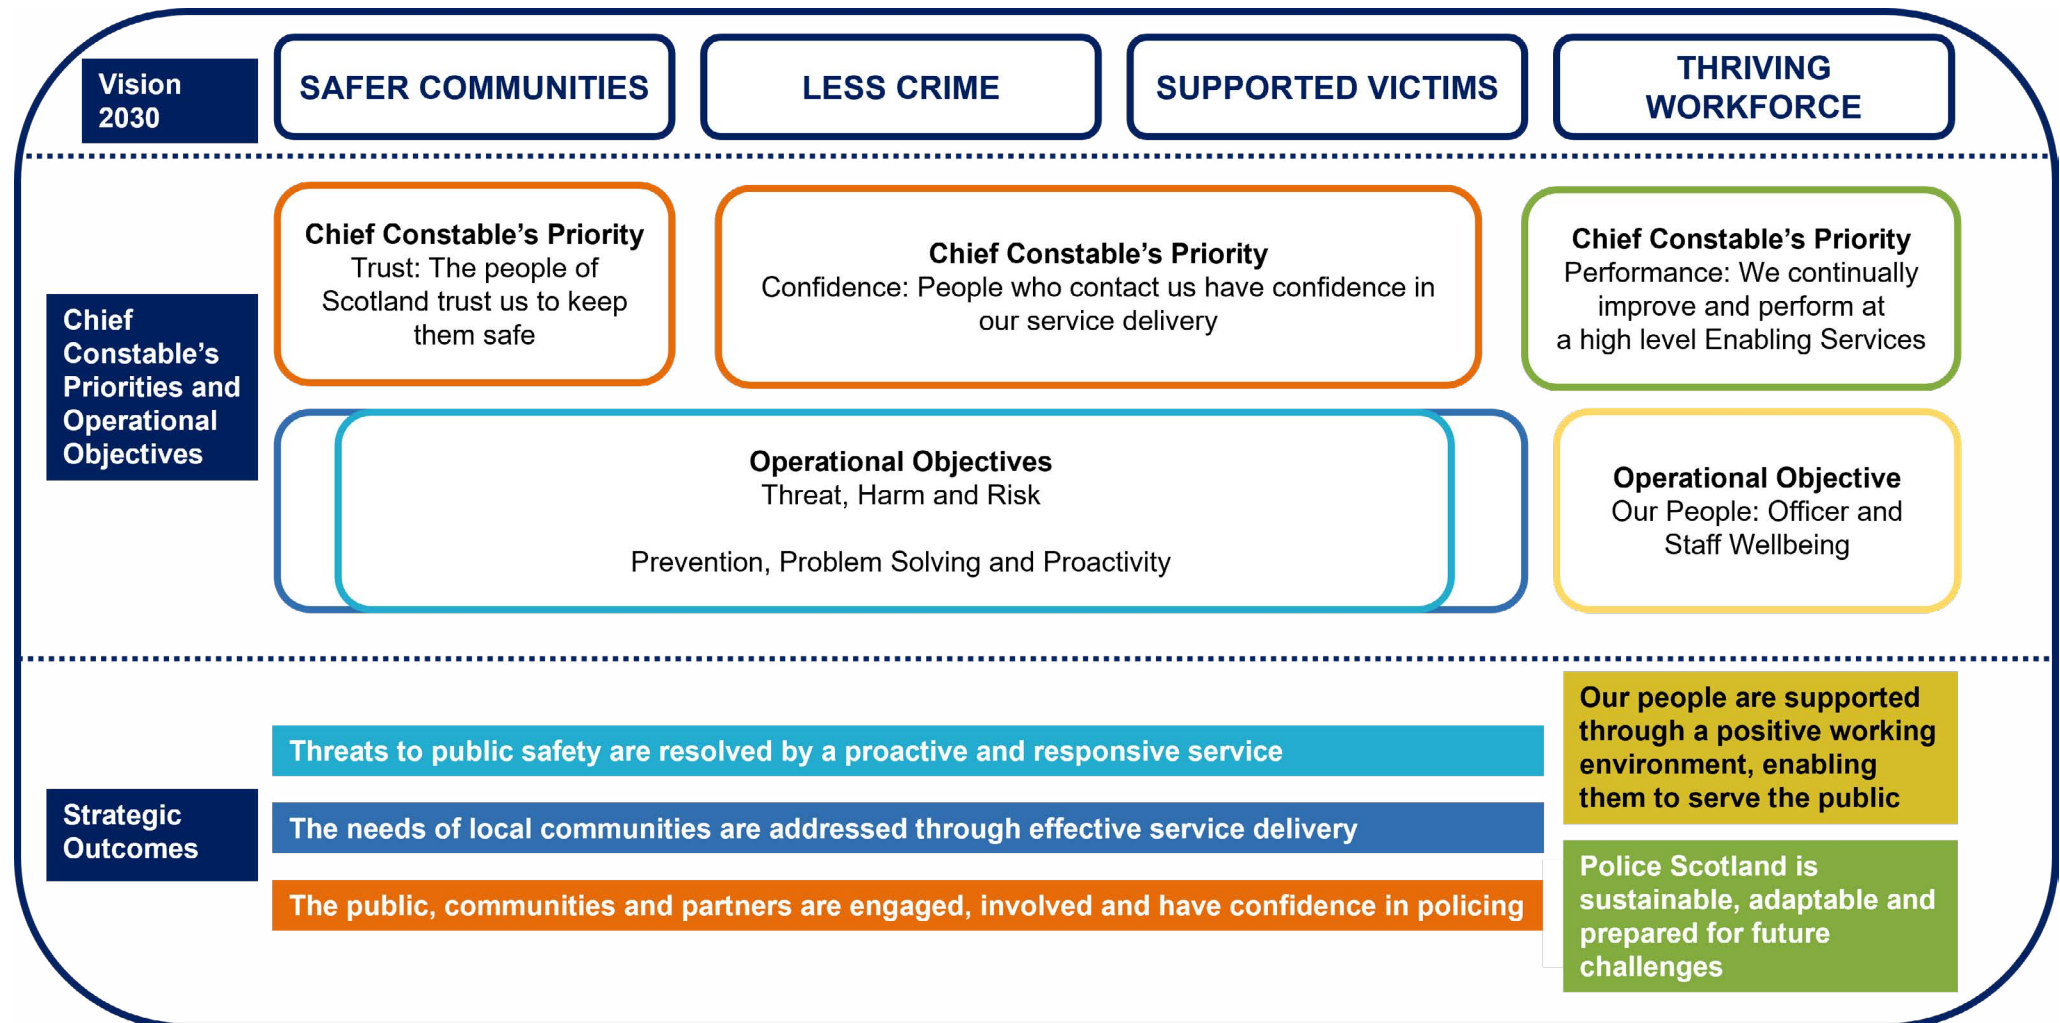 Vision
2030
SAFER COMMUNITIES
LESS CRIME
SUPPORTED VICTIMS
THRIVING
WORKFORCE
Chief
Constable’s
Priorities and
Operational
Objectives
Chief Constable’s Priority
Trust: The people of
Scotland trust us to keep
them safe
Chief Constable’s Priority
Confidence: People who contact us have confidence in
our service delivery
Chief Constable’s Priority
Performance: We continually
improve and perform at
a high level Enabling Services
Operational Objectives
Threat, Harm and Risk
Prevention, Problem Solving and Proactivity
Operational Objective
Our People: Officer and
Staff Wellbeing
Strategic
Outcomes
Threats to public safety are resolved by a proactive and responsive service
The needs of local communities are addressed through effective service delivery
The public, communities and partners are engaged, involved and have confidence in policing
Our people are supported
through a positive working
environment, enabling
them to serve the public
Police Scotland is
sustainable, adaptable and
prepared for future
challenges